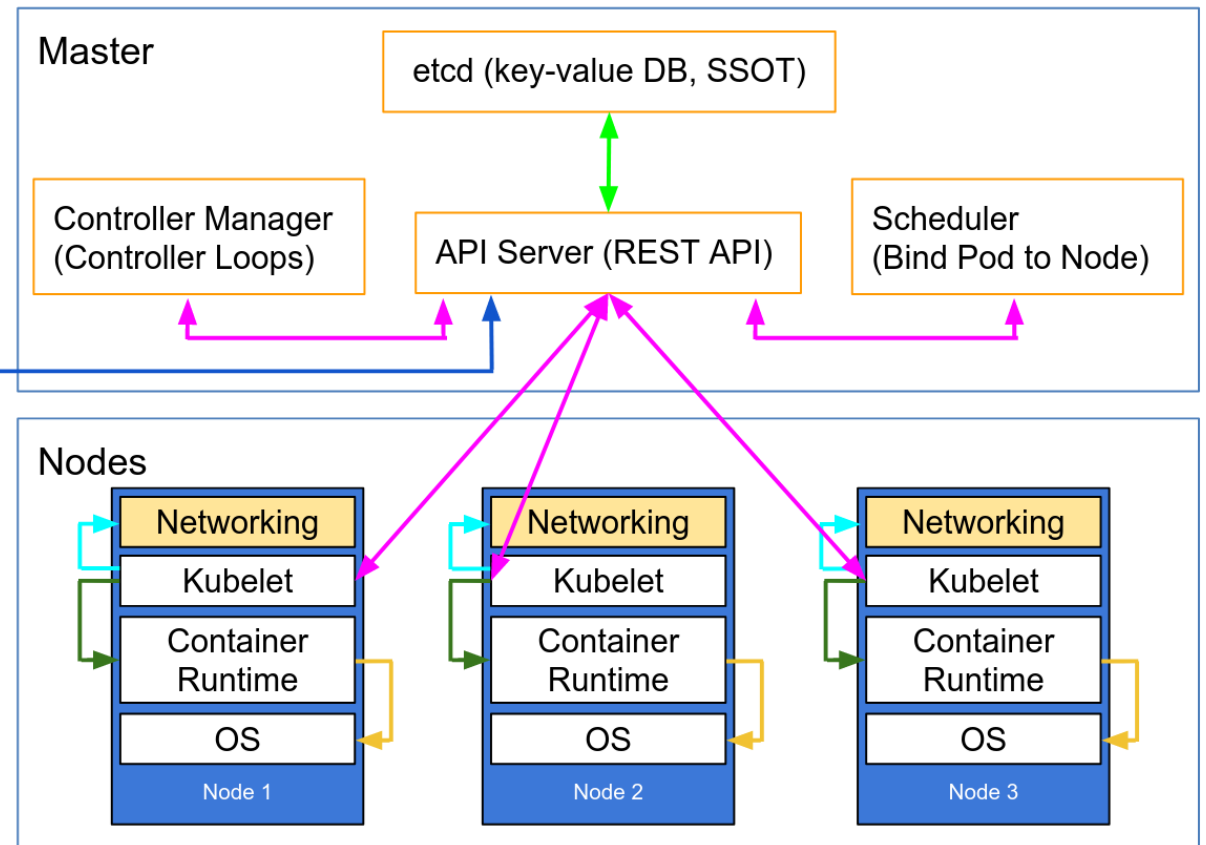 Master
etcd (key-value DB, SSOT)
Controller Manager
(Controller Loops)
API Server (REST API)
Scheduler
(Bind Pod to Node)
Nodes
Networking
Kubelet
Container
Runtime
OS
Node 1
Networking
Kubelet
Container
Runtime
OS
Node 2
Networking
Kubelet
Container
Runtime
OS
Node 3